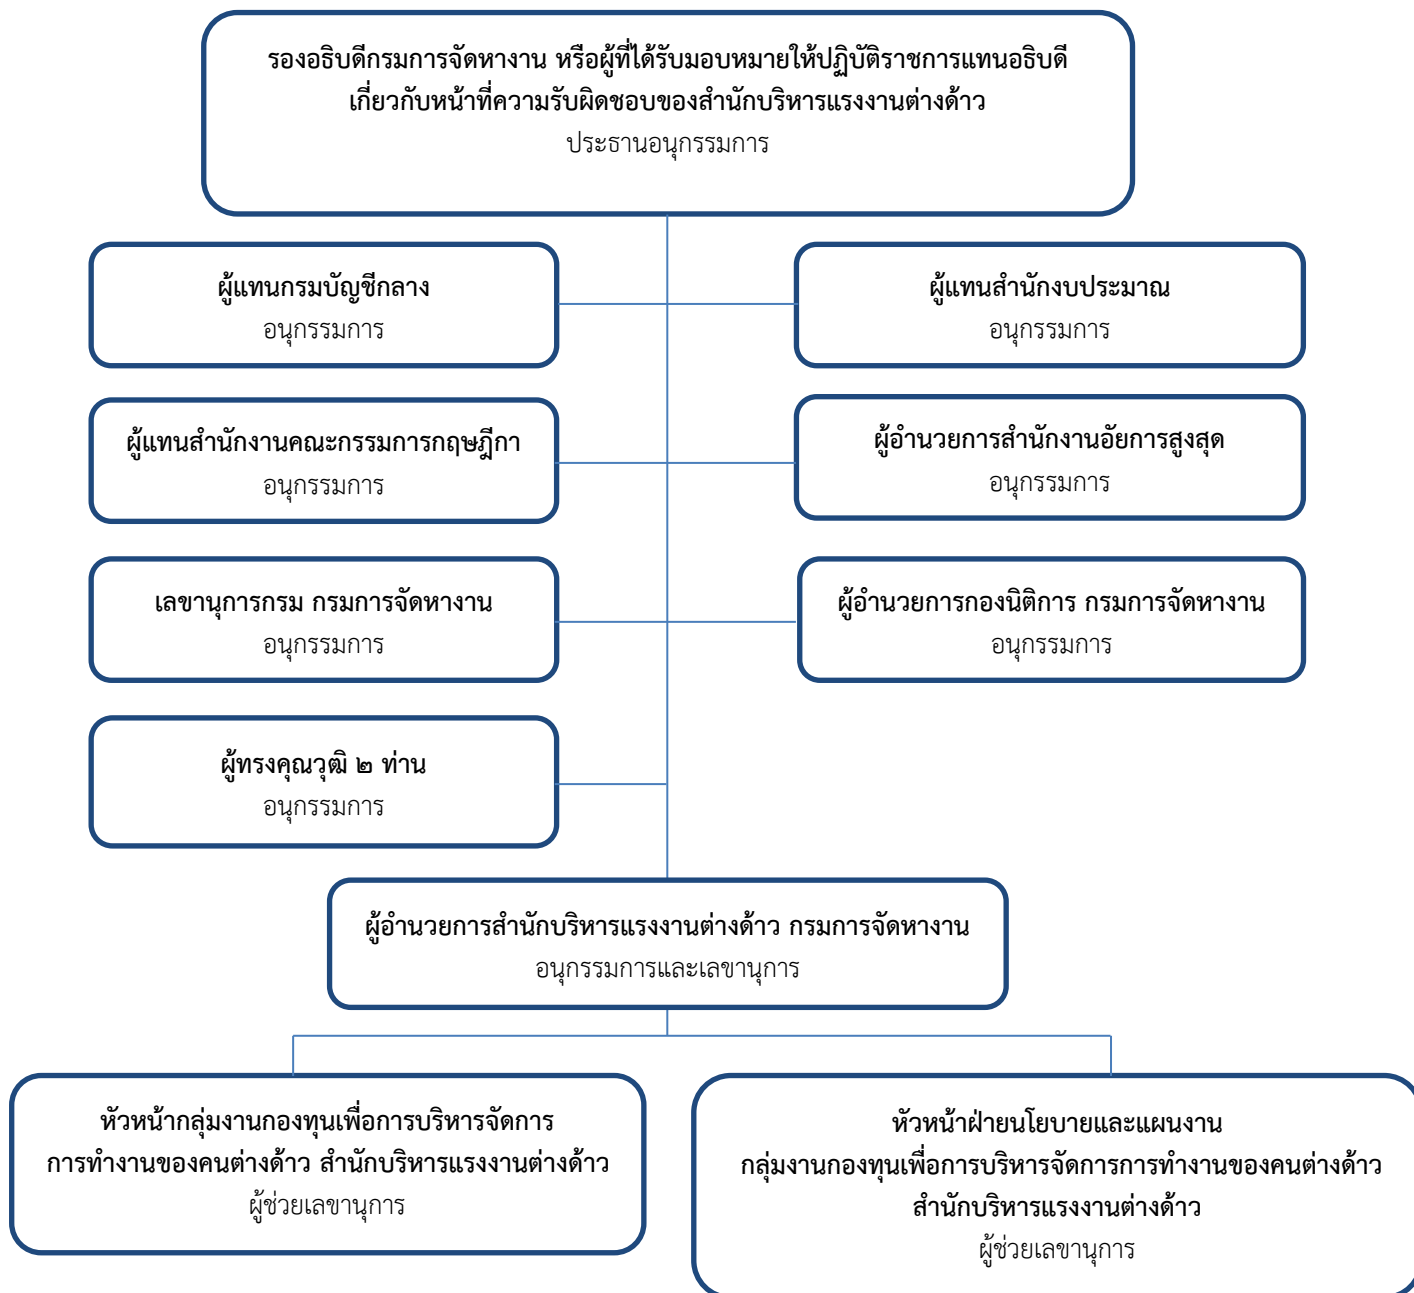 รองอธิบดีกรมการจัดหางาน หรือผู้ที่ได้รับมอบหมายให้ปฏิบัติราชการแทนอธิบดี
เกี่ยวกับหน้าที่ความรับผิดชอบของสำนักบริหารแรงงานต่างด้าว
ประธานอนุกรรมการ
ผู้แทนกรมบัญชีกลาง
อนุกรรมการ
ผู้แทนสำนักงบประมาณ
อนุกรรมการ
ผู้แทนสำนักงานคณะกรรมการกฤษฎีกา
อนุกรรมการ
ผู้อำนวยการสำนักงานอัยการสูงสุด
อนุกรรมการ
เลขานุการกรม กรมการจัดหางาน
อนุกรรมการ
ผู้อำนวยการกองนิติการ กรมการจัดหางาน
อนุกรรมการ
ผู้ทรงคุณวุฒิ ๒ ท่าน
อนุกรรมการ
ผู้อำนวยการสำนักบริหารแรงงานต่างด้าว กรมการจัดหางาน
อนุกรรมการและเลขานุการ
หัวหน้ากลุ่มงานกองทุนเพื่อการบริหารจัดการ
การทำงานของคนต่างด้าว สำนักบริหารแรงงานต่างด้าว
ผู้ช่วยเลขานุการ
หัวหน้าฝ่ายนโยบายและแผนงาน
กลุ่มงานกองทุนเพื่อการบริหารจัดการการทำงานของคนต่างด้าว
สำนักบริหารแรงงานต่างด้าว
ผู้ช่วยเลขานุการ